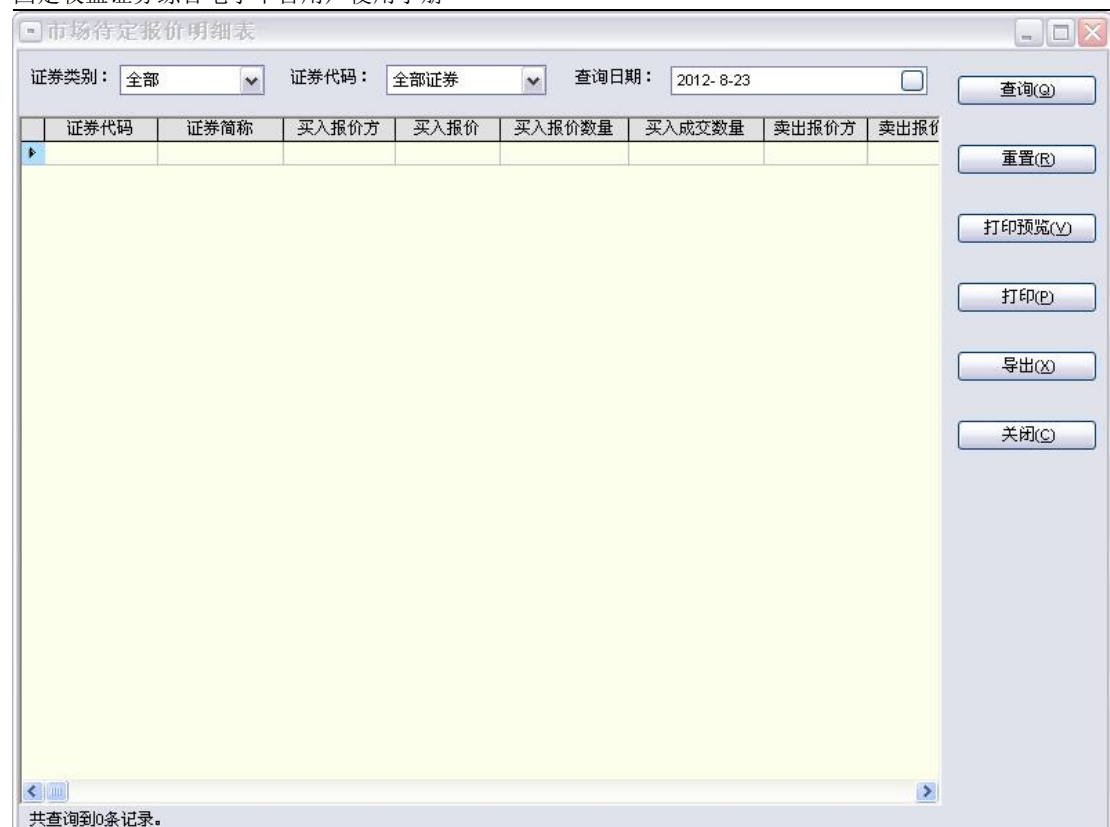 固定收益证券综合电子平台用户使用手册
市场待定报价明细表
证券类别： 全部 证券代码： 全部证券 查询日期： 2012- 8-23
查询(Q)
证券代码 证券简称 买入报价方 买入报价 买入报价数量 买入成交数量 卖出报价方 卖出报价
重置(R)
打印预览(V)
打印(P)
导出(X)
关闭(C)
共查询到0条记录。